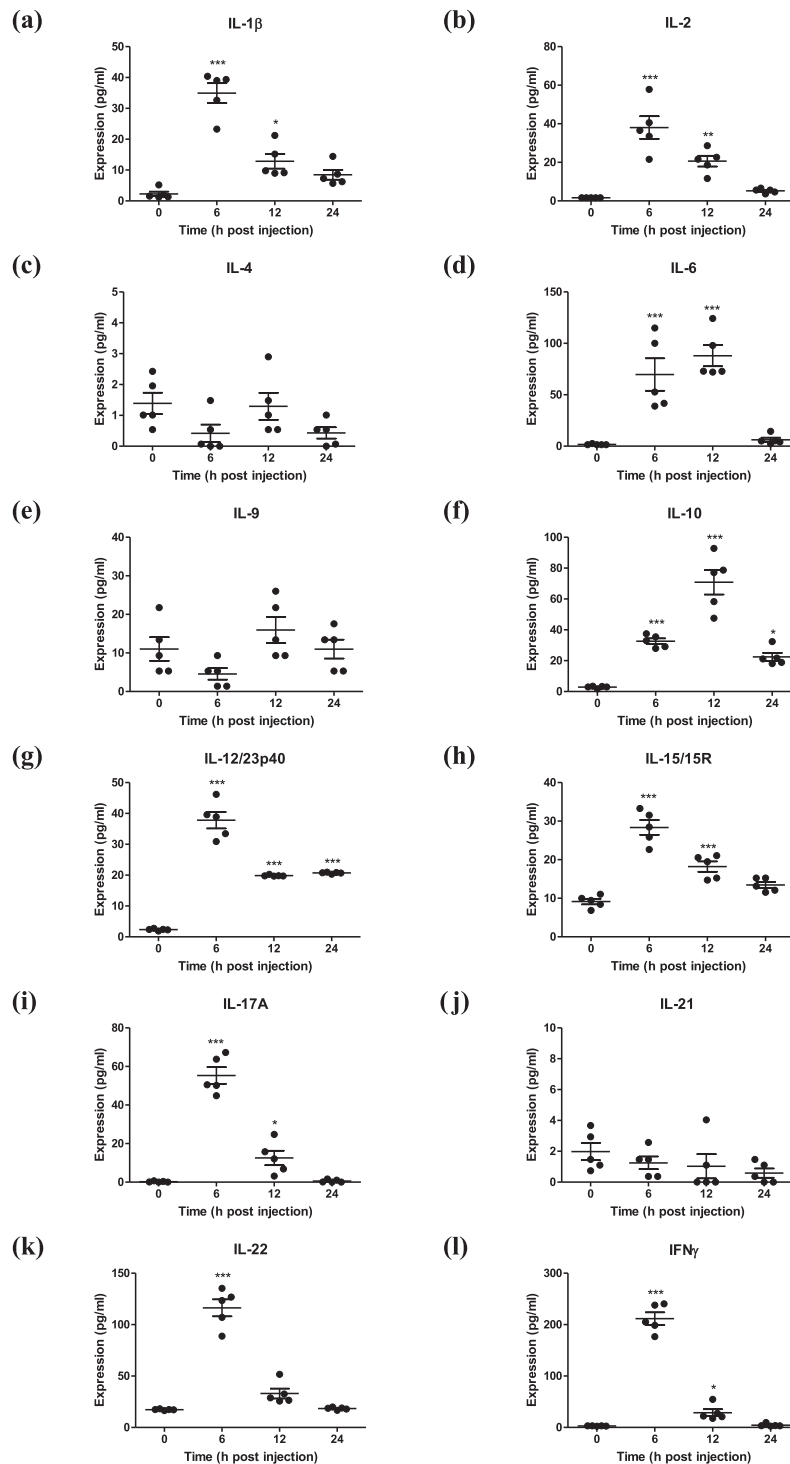 (a)
IL-1β
Expression (pg/ml)
50
40
30
20
10
0
***
*
0 6 12 24
Time (h post injection)
(b)
IL-2
Expression (pg/ml)
80
60
40
20
0
***
**
0 6 12 24
Time (h post injection)
(c)
IL-4
Expression (pg/ml)
5
4
3
2
1
0
0 6 12 24
Time (h post injection)
(d)
IL-6
Expression (pg/ml)
150
100
50
0
***
***
0 6 12 24
Time (h post injection)
(e)
IL-9
Expression (pg/ml)
40
30
20
10
0
0 6 12 24
Time (h post injection)
(f)
IL-10
Expression (pg/ml)
100
80
60
40
20
0
***
***
*
0 6 12 24
Time (h post injection)
(g)
IL-12/23p40
Expression (pg/ml)
50
40
30
20
10
0
***
***
***
0 6 12 24
Time (h post injection)
(h)
IL-15/15R
Expression (pg/ml)
40
30
20
10
0
***
***
0 6 12 24
Time (h post injection)
(i)
IL-17A
Expression (pg/ml)
80
60
40
20
0
***
*
0 6 12 24
Time (h post injection)
(j)
IL-21
Expression (pg/ml)
10
8
6
4
2
0
0 6 12 24
Time (h post injection)
(k)
IL-22
Expression (pg/ml)
150
100
50
0
***
0 6 12 24
Time (h post injection)
(l)
IFNγ
Expression (pg/ml)
300
200
100
0
***
*
0 6 12 24
Time (h post injection)